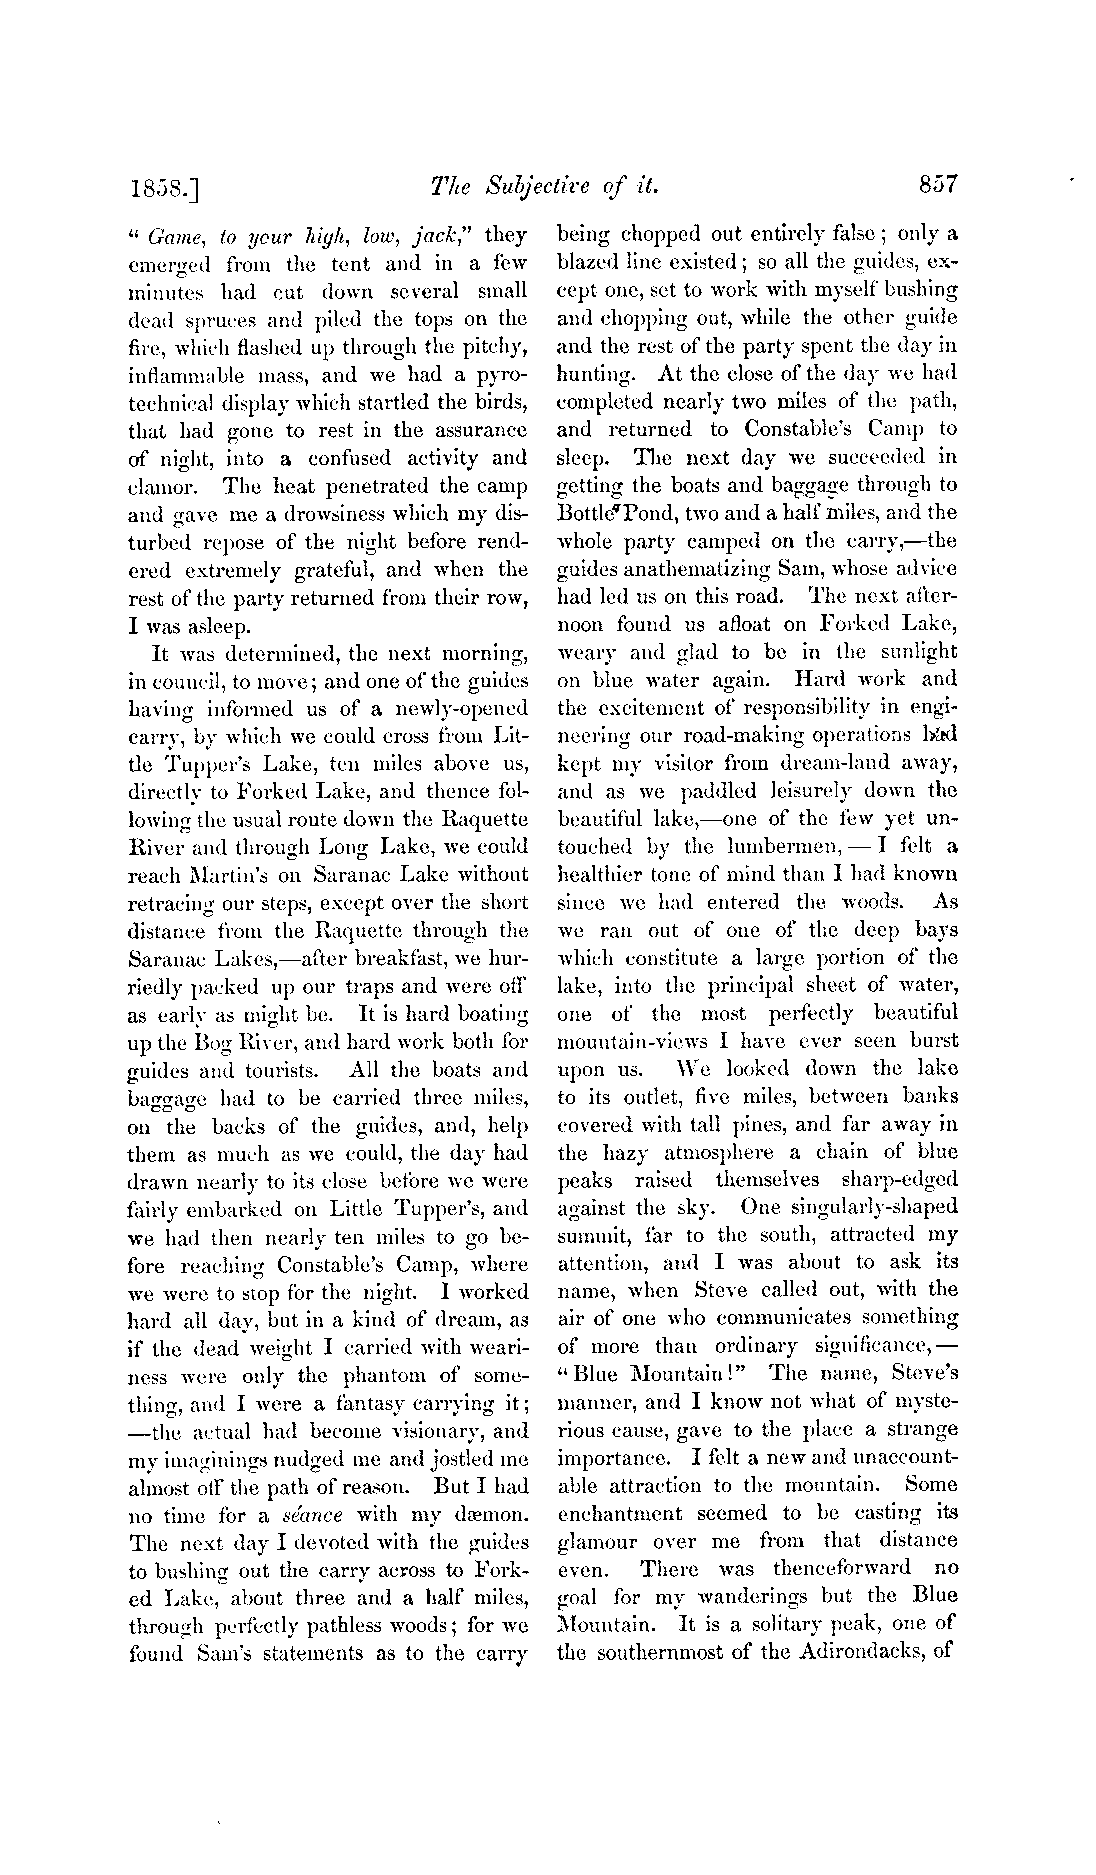 1858.] The Subjective of it. 857
" Game, to your high, low, jack," they
emerged from the tent and in a few
minutes had cut down several small
dead spruces and piled the tops on the
fire, which flashed up through the pitchy,
inflammable mass, and we had a pyro-
technical display which startled the birds,
that had gone to rest in the assurance
of night, into a confused activity and
clamor. The heat penetrated the camp
and gave me a drowsiness which my dis-
turbed repose of the night before rend-
ered extremely grateful, and when the
rest of the party returned from their row,
I was asleep.
It was determined, the next morning,
in council, to move; and one of the guides
having informed us of a newly-opened
carry, by which we could cross from Lit-
tle Tupper's Lake, ten miles above us,
directly to Forked Lake, and thence fol-
lowing the usual route down the Raquette
River and through Long Lake, we could
reach Martin's on Saranac Lake without
retracing our steps, except over the short
distance from the Raquette through the
Saranac Lakes,—after breakfast, we hur-
riedly packed up our traps and were off
as early as might be. It is hard boating
up the Bog River, and hard work both for
guides and tourists. All the boats and
baggage had to be carried three miles,
on the backs of the guides, and, help
them as much as we could, the day had
drawn nearly to its close before we were
fairly embarked on Little Tupper's, and
we had then nearly ten miles to go be-
fore reaching Constable's Camp, where
we were to stop for the night. I worked
hard all day, but in a kind of dream, as
if the dead weight I carried with weari-
ness were only the phantom of some-
thing, and I were a fantasy carrying it;
—the actual had become visionary, and
my imaginings nudged me and jostled me
almost off the path of reason. But I had
no time for a séance with my dæmon.
The next day I devoted with the guides
to bushing out the carry across to Fork-
ed Lake, about three and a half miles,
through perfectly pathless woods; for we
found Sam's statements as to the carry
being chopped out entirely false; only a
blazed line existed; so all the guides, ex-
cept one, set to work with myself bushing
and chopping out, while the other guide
and the rest of the party spent the day in
hunting. At the close of the day we had
completed nearly two miles of the path,
and returned to Constable's Camp to
sleep. The next day we succeeded in
getting the boats and baggage through to
Bottle Pond, two and a half miles, and the
whole party camped on the carry,—the
guides anathematizing Sam, whose advice
had led us on this road. The next after-
noon found us afloat on Forked Lake,
weary and glad to be in the sunlight
on blue water again. Hard work and
the excitement of responsibility in engi-
neering our road-making operations had
kept my visitor from dream-land away,
and as we paddled leisurely down the
beautiful lake,—one of the few yet un-
touched by the lumbermen,—I felt a
healthier tone of mind than I had known
since we had entered the woods. As
we ran out of one of the deep bays
which constitute a large portion of the
lake, into the principal sheet of water,
one of the most perfectly beautiful
mountain-views I have ever seen burst
upon us. We looked down the lake
to its outlet, five miles, between banks
covered with tall pines, and far away in
the hazy atmosphere a chain of blue
peaks raised themselves sharp-edged
against the sky. One singularly-shaped
summit, far to the south, attracted my
attention, and I was about to ask its
name, when Steve called out, with the
air of one who communicates something
of more than ordinary significance,—
"Blue Mountain!" The name, Steve's
manner, and I know not what of myste-
rious cause, gave to the place a strange
importance. I felt a new and unaccount-
able attraction to the mountain. Some
enchantment seemed to be casting its
glamour over me from that distance
even. There was thenceforward no
goal for my wanderings but the Blue
Mountain. It is a solitary peak, one of
the southernmost of the Adirondacks, of